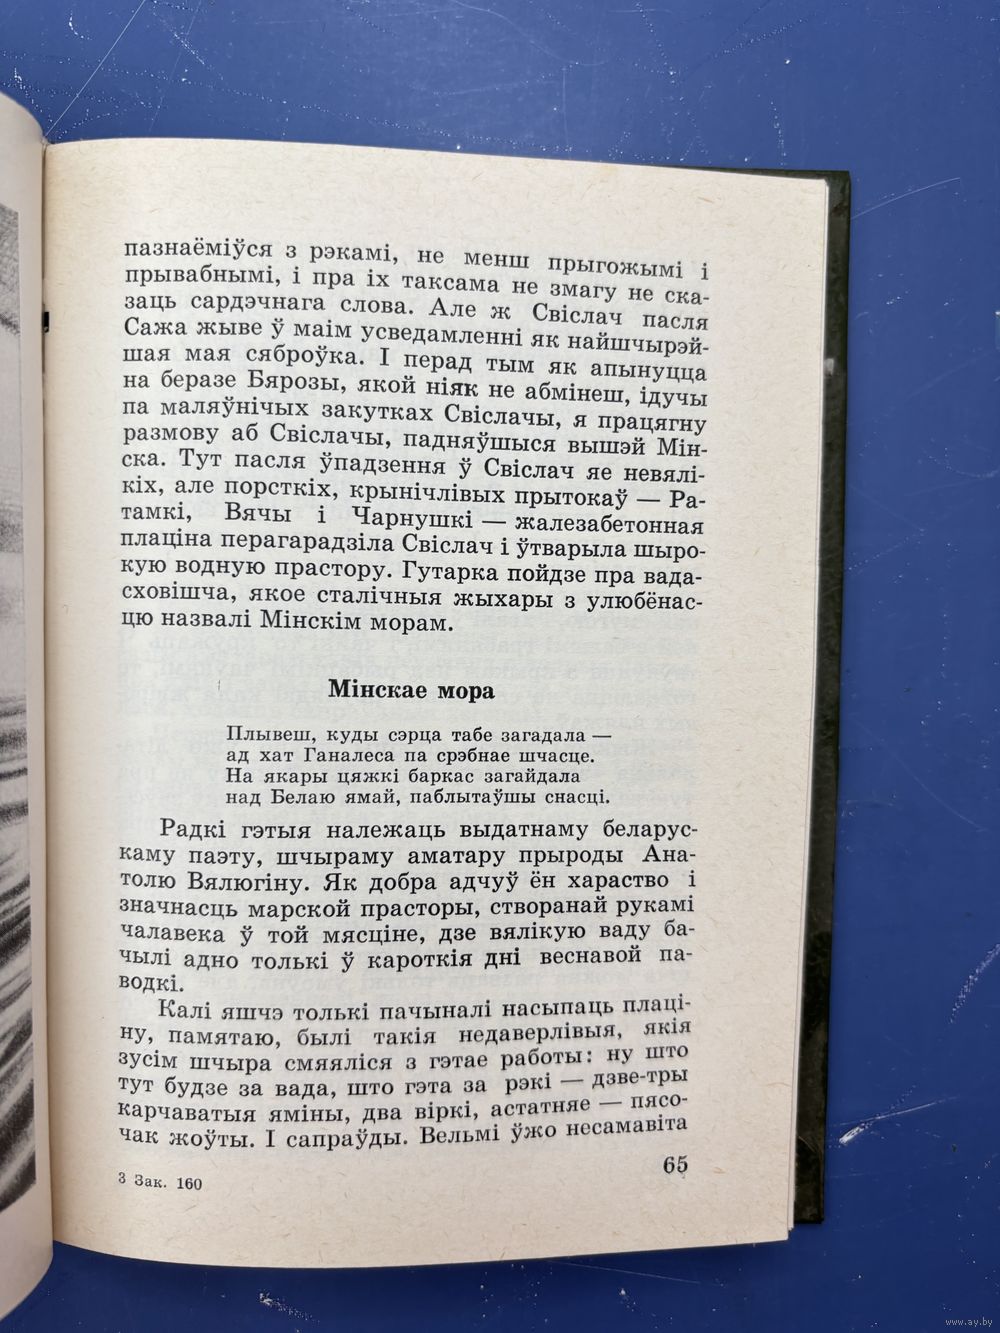 пазнаёміўся з рэкамі, не менш прыгожымі і
прывабнымі, і пра іх таксама не змагу не ска-
заць сардэчнага слова. Але ж Свіслач пасля
Сажа жыве ў маім усведамленні як найшчырэй-
шая мая сяброўка. І перад тым як апынуцца
на беразе Бярозы, якой ніяк не абмінеш, ідучы
па маляўнічых закутках Свіслачы, я працягну
размову аб Свіслачы, падняўшыся вышэй Мін-
ска. Тут пасля ўпадзення ў Свіслач яе невялі-
кіх, але порсткіх, крынічлівых прытокаў — Ра-
тамкі, Вячы і Чарнушкі — жалезабетонная
плаціна перагарадзіла Свіслач і ўтварыла шыро-
кую водную прастору. Гутарка пойдзе пра вада-
сховішча, якое сталічныя жыхары з улюбёнас-
цю назвалі Мінскім морам.
Мінскае мора
Плывеш, куды сэрца табе загадала —
ад хат Ганалеса па срэбнае шчасце.
На якары цяжкі баркас загайдала
над Белаю ямай, паблытаўшы снасці.
Радкі гэтыя належаць выдатнаму беларус-
каму паэту, шчыраму аматару прыроды Ана-
толю Вялюгіну. Як добра адчуў ён хараство і
значнасць марской прасторы, створанай рукамі
чалавека ў той мясціне, дзе вялікую ваду ба-
чылі адно толькі ў кароткія дні веснавой па-
водкі.
Калі яшчэ толькі пачыналі насыпаць плаці-
ну, памятаю, былі такія недаверлівыя, якія
зусім шчыра смяяліся з гэтае работы: ну што
тут будзе за вада, што гэта за рэкі — дзве-тры
карчаватыя яміны, два віркі, астатняе — пясо-
чак жоўты. І сапраўды. Вельмі ўжо несамавіта
65
3 Зак. 160
www.ay.by